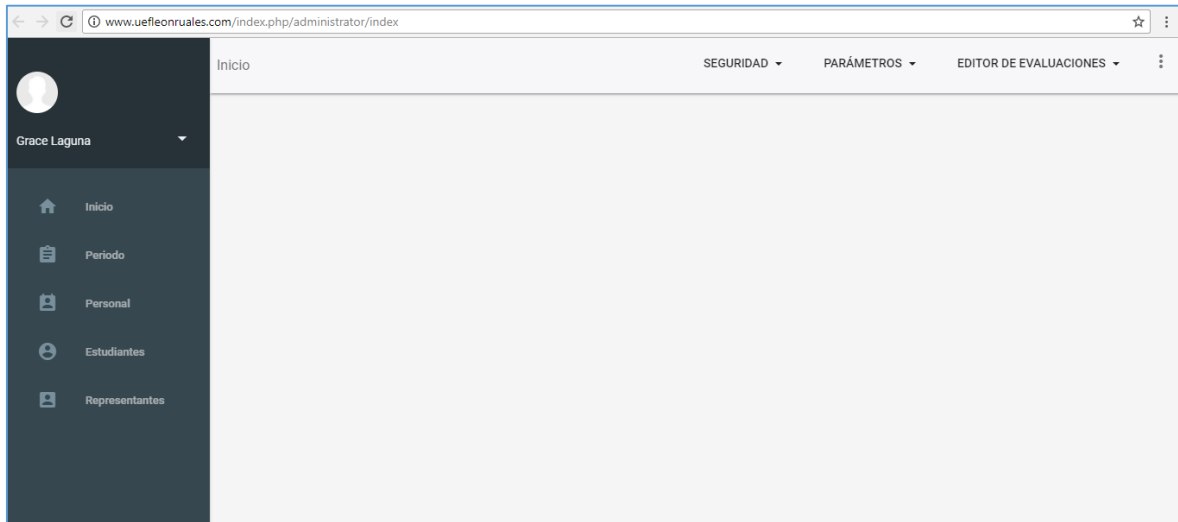 www.uefleonruales.com/index.php/administrator/index
Inicio
SEGURIDAD
PARÁMETROS
EDITOR DE EVALUACIONES
Grace Laguna
Inicio
Periodo
Personal
Estudiantes
Representantes